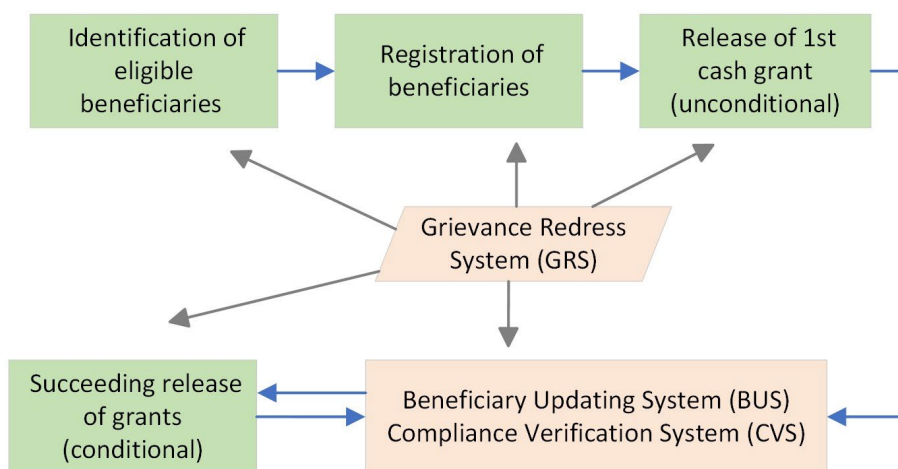 Identification of
eligible
beneficiaries
Registration of
beneficiaries
Release of 1st
cash grant
(unconditional)
Grievance Redress
System (GRS)
Succeeding release
of grants
(conditional)
Beneficiary Updating System (BUS)
Compliance Verification System (CVS)